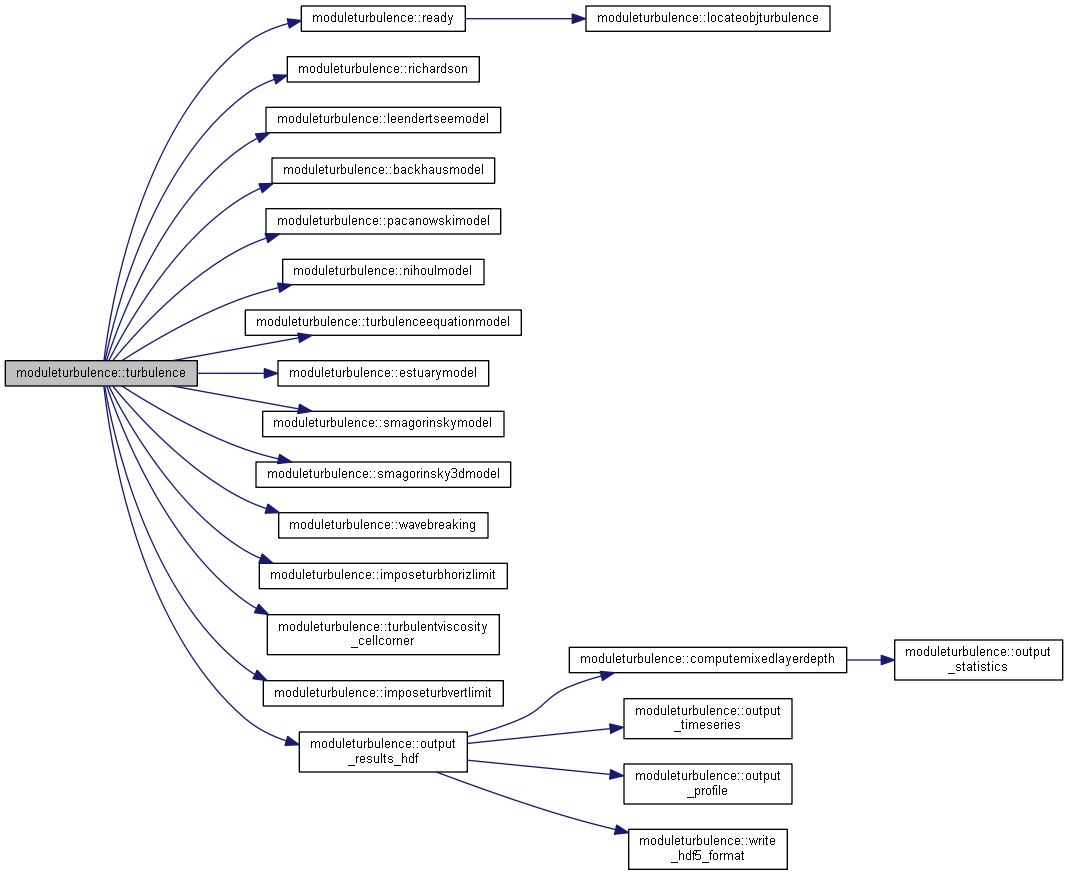 moduleturbulence::ready
moduleturbulence::locateobjturbulence
moduleturbulence::richardson
moduleturbulence::leendertseemodel
moduleturbulence::backhausmodel
moduleturbulence::pacanowskimodel
moduleturbulence::nihoulmodel
moduleturbulence::turbulenceequationmodel
moduleturbulence::turbulence
moduleturbulence::estuarymodel
moduleturbulence::smagorinskymodel
moduleturbulence::smagorinsky3dmodel
moduleturbulence::wavebreaking
moduleturbulence::imposeturbhorizlimit
moduleturbulence::turbulentviscosity
_cellcorner
moduleturbulence::computemixedlayerdepth
moduleturbulence::output
_statistics
moduleturbulence::imposeturbvertlimit
moduleturbulence::output
_timeseries
moduleturbulence::output
_results_hdf
moduleturbulence::output
_profile
moduleturbulence::write
_hdf5_format